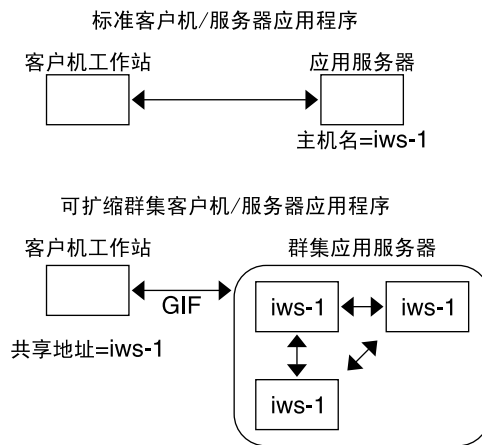 标准客户机/服务器应用程序
客户机工作站
应用服务器
主机名=iws-1
可扩缩群集客户机/服务器应用程序
客户机工作站
群集应用服务器
GIF
iws-1
iws-1
共享地址=iws-1
iws-1